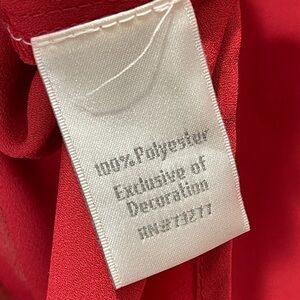 100% Polyester
Exclusive of
Decoration
RN#73277